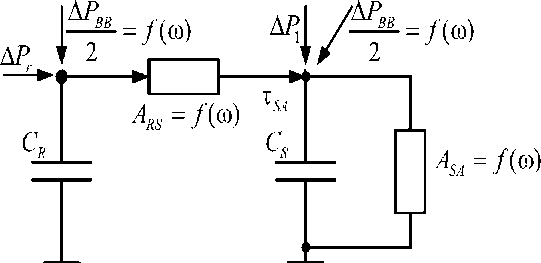 ΔP_BB/2 = f(ω)
ΔP_r
ΔP_1
ΔP_BB/2 = f(ω)
A_RS = f(ω)
τ_SA
C_R
C_S
A_SA = f(ω)